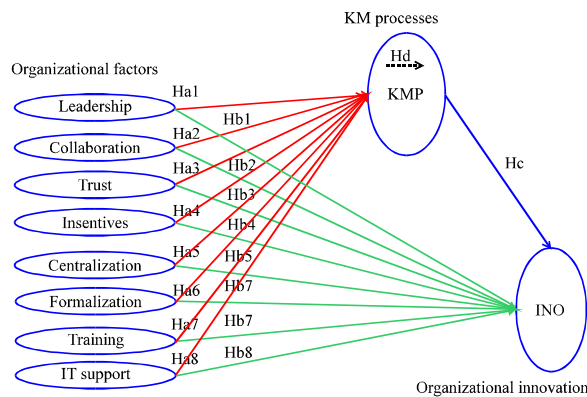 KM processes
Hd
KMP
Organizational factors
Leadership
Collaboration
Trust
Insentives
Centralization
Formalization
Training
IT support
Ha1
Ha2
Ha3
Ha4
Ha5
Ha6
Ha7
Ha8
Hb1
Hb2
Hb3
Hb4
Hb5
Hb7
Hb7
Hb8
Hc
INO
Organizational innovation